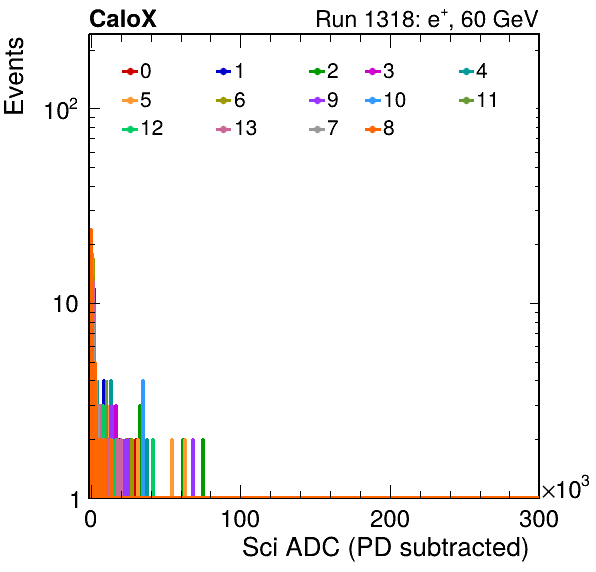 CaloX Run 1318: e⁺, 60 GeV
Events
0 1 2 3 4
5 6 9 10 11
12 13 7 8
10²
10
1
0 100 200 300
×10³
Sci ADC (PD subtracted)